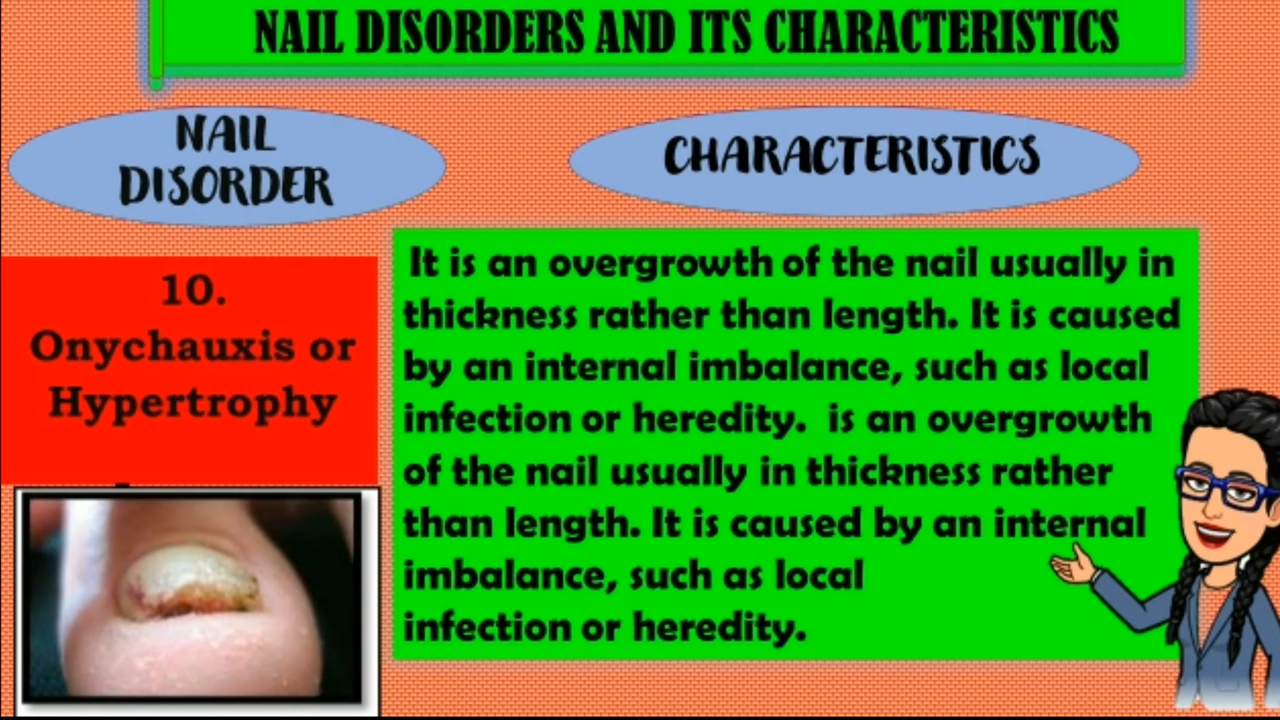 NAIL DISORDERS AND ITS CHARACTERISTICS
NAIL
DISORDER
CHARACTERISTICS
10.
Onychauxis or
Hypertrophy
It is an overgrowth of the nail usually in
thickness rather than length. It is caused
by an internal imbalance, such as local
infection or heredity.  is an overgrowth
of the nail usually in thickness rather
than length. It is caused by an internal
imbalance, such as local
infection or heredity.